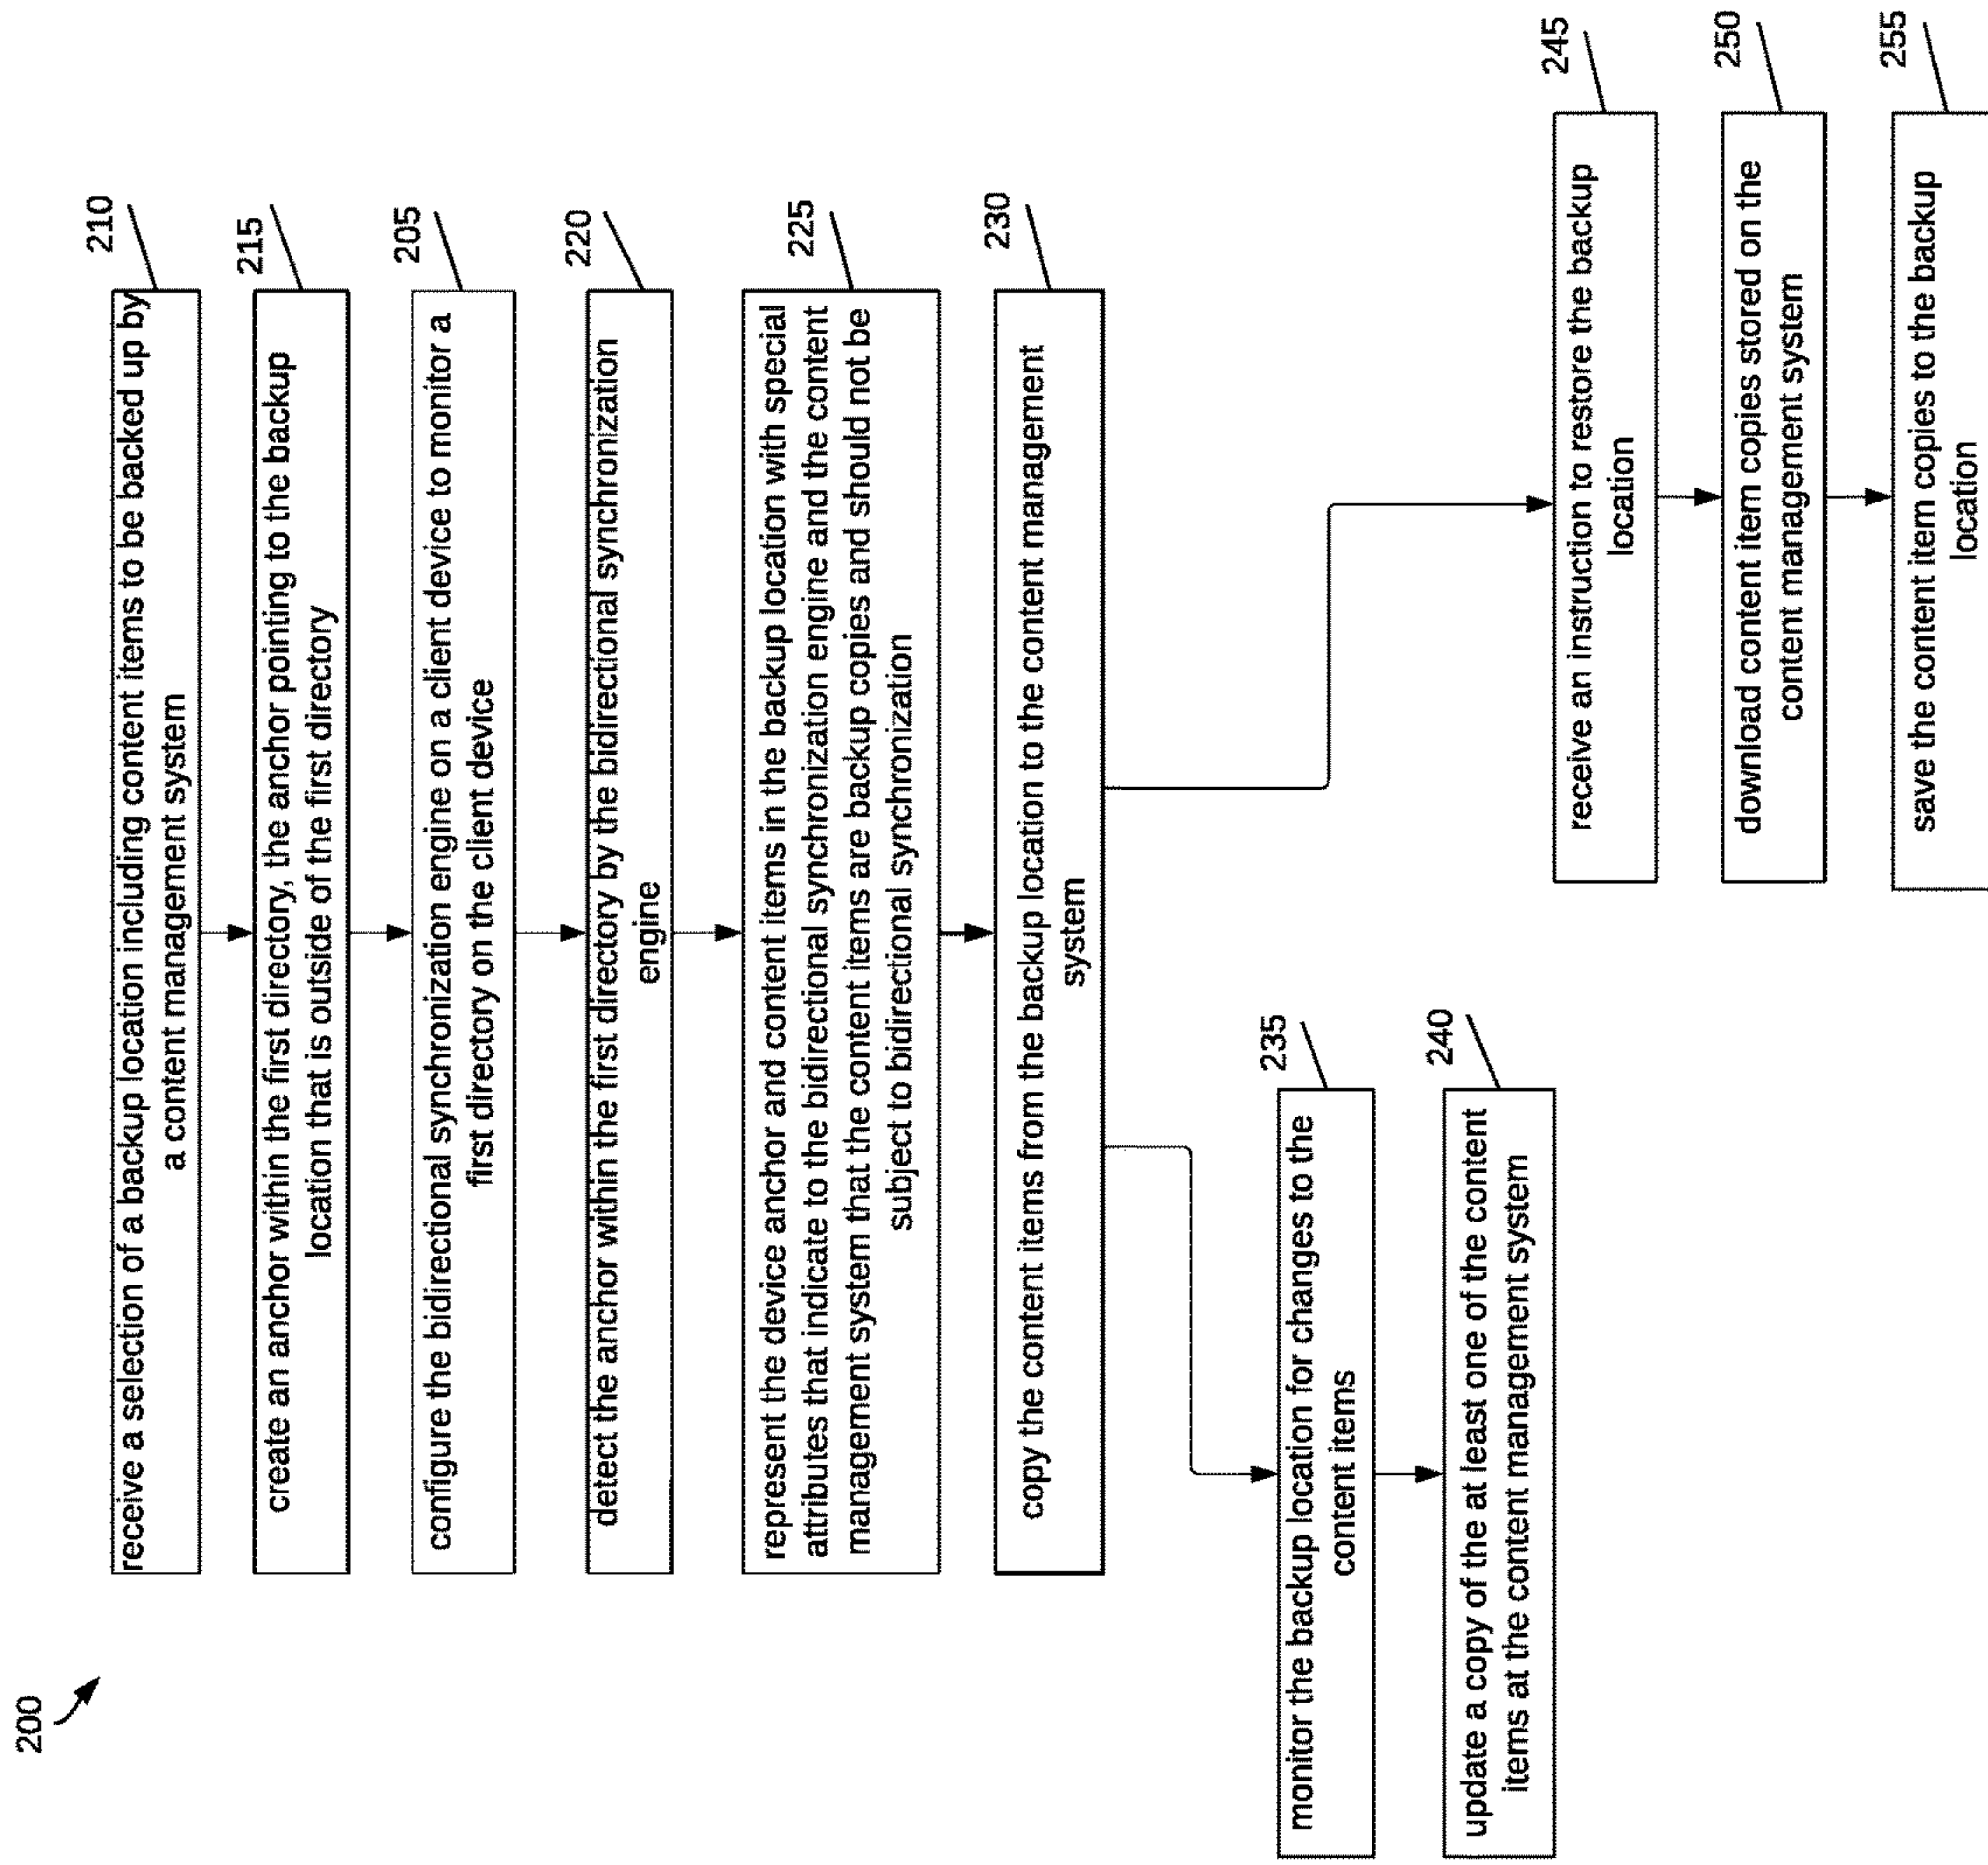 200
210
receive a selection of a backup location including content items to be backed up by
a content management system
215
create an anchor within the first directory, the anchor pointing to the backup
location that is outside of the first directory
205
configure the bidirectional synchronization engine on a client device to monitor a
first directory on the client device
220
detect the anchor within the first directory by the bidirectional synchronization
engine
225
represent the device anchor and content items in the backup location with special
attributes that indicate to the bidirectional synchronization engine and the content
management system that the content items are backup copies and should not be
subject to bidirectional synchronization
230
copy the content items from the backup location to the content management
system
235
monitor the backup location for changes to the
content items
240
update a copy of the at least one of the content
items at the content management system
245
receive an instruction to restore the backup
location
250
download content item copies stored on the
content management system
255
save the content item copies to the backup
location